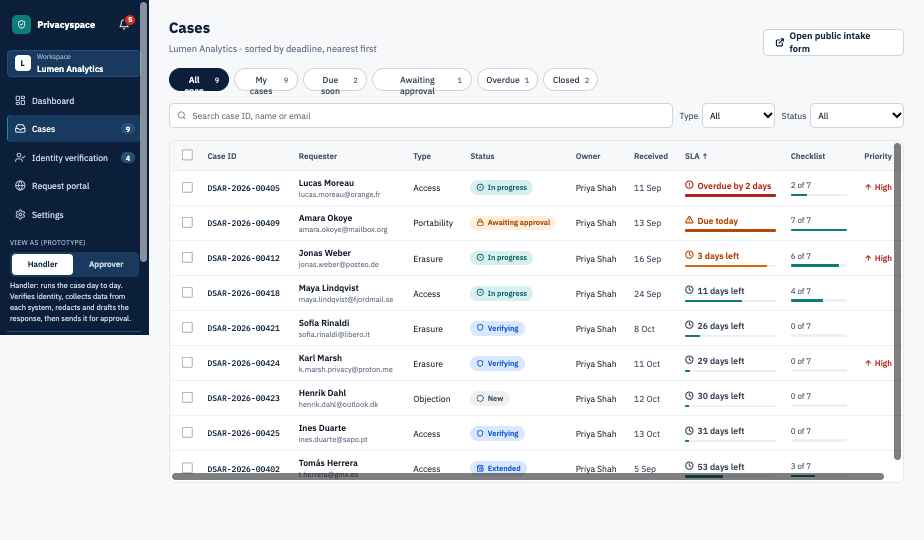 Privacyspace
5
L
Workspace
Lumen Analytics
Dashboard
Cases 9
Identity verification 4
Request portal
Settings
VIEW AS (PROTOTYPE)
Handler Approver
Handler: runs the case day to day.
Verifies identity, collects data from
each system, redacts and drafts the
response, then sends it for approval.
Cases
Lumen Analytics · sorted by deadline, nearest first
Open public intake
form
All
cases 9
My
cases 9
Due
soon 2
Awaiting
approval 1
Overdue 1
Closed 2
Search case ID, name or email
Type All Status All
Case ID Requester Type Status Owner Received SLA ↑ Checklist Priority
DSAR-2026-00405 Lucas Moreau Access In progress Priya Shah 11 Sep Overdue by 2 days 2 of 7 ↑ High
lucas.moreau@orange.fr
DSAR-2026-00409 Amara Okoye Portability Awaiting approval Priya Shah 13 Sep Due today 7 of 7
amara.okoye@mailbox.org
DSAR-2026-00412 Jonas Weber Erasure In progress Priya Shah 16 Sep 3 days left 6 of 7 ↑ High
jonas.weber@posteo.de
DSAR-2026-00418 Maya Lindqvist Access In progress Priya Shah 24 Sep 11 days left 4 of 7
maya.lindqvist@fjordmail.se
DSAR-2026-00421 Sofia Rinaldi Erasure Verifying Priya Shah 8 Oct 26 days left 0 of 7
sofia.rinaldi@libero.it
DSAR-2026-00424 Karl Marsh Erasure Verifying Priya Shah 11 Oct 29 days left 0 of 7 ↑ High
k.marsh.privacy@proton.me
DSAR-2026-00423 Henrik Dahl Objection New Priya Shah 12 Oct 30 days left 0 of 7
henrik.dahl@outlook.dk
DSAR-2026-00425 Ines Duarte Access Verifying Priya Shah 13 Oct 31 days left 0 of 7
ines.duarte@sapo.pt
DSAR-2026-00402 Tomás Herrera Access Extended Priya Shah 5 Sep 53 days left 3 of 7